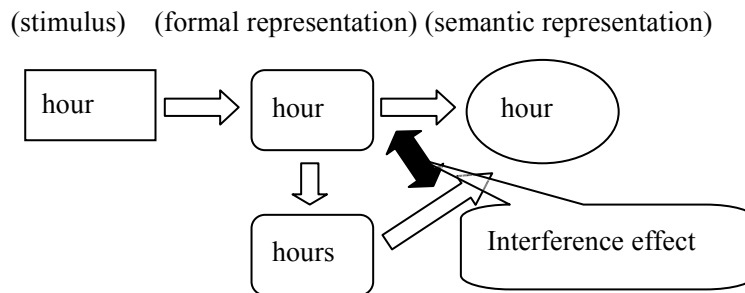 (stimulus) (formal representation) (semantic representation)
hour hour hour
hours Interference effect